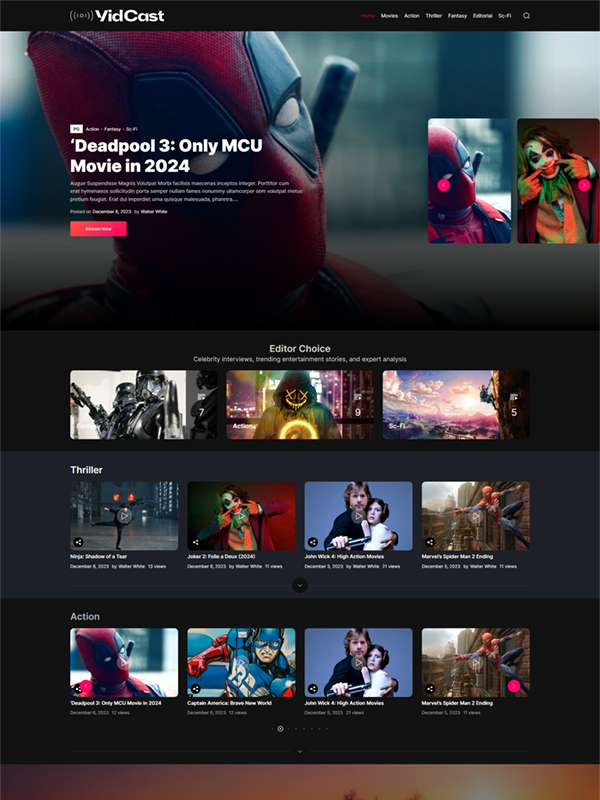 ((ıoı)) VidCast
Home Movies Action Thriller Fantasy Editorial Sc-Fi
PG Action • Fantasy • Sc-Fi
‘Deadpool 3: Only MCU
Movie in 2024
Augue Suspendisse Magnis Volutpat Morbi facilisis maecenas inceptos integer. Porttitor cum
erat hymenaeos sollicitudin porta semper nullam fames nonummy ullamcorper sem volutpat metus
pretium feugiat. Erat dui imperdiet urna quisque malesuada, pharetra....
Posted on December 6, 2023 by Walter White
Stream Now
Editor Choice
Celebrity interviews, trending entertainment stories, and expert analysis
7
9
5
Fantasy
Action
Sc-Fi
Thriller
Ninja: Shadow of a Tear
December 6, 2023 by Walter White 13 views
Joker 2: Folie a Deux (2024)
December 6, 2023 by Walter White 11 views
John Wick 4: High Action Movies
December 5, 2023 by Walter White 21 views
Marvel's Spider Man 2 Ending
December 5, 2023 by Walter White 11 views
Action
'Deadpool 3: Only MCU Movie in 2024
December 6, 2023 12 views
Captain America: Brave New World
December 6, 2023 12 views
John Wick 4: High Action Movies
December 5, 2023 21 views
Marvel's Spider Man 2 Ending
December 5, 2023 11 views